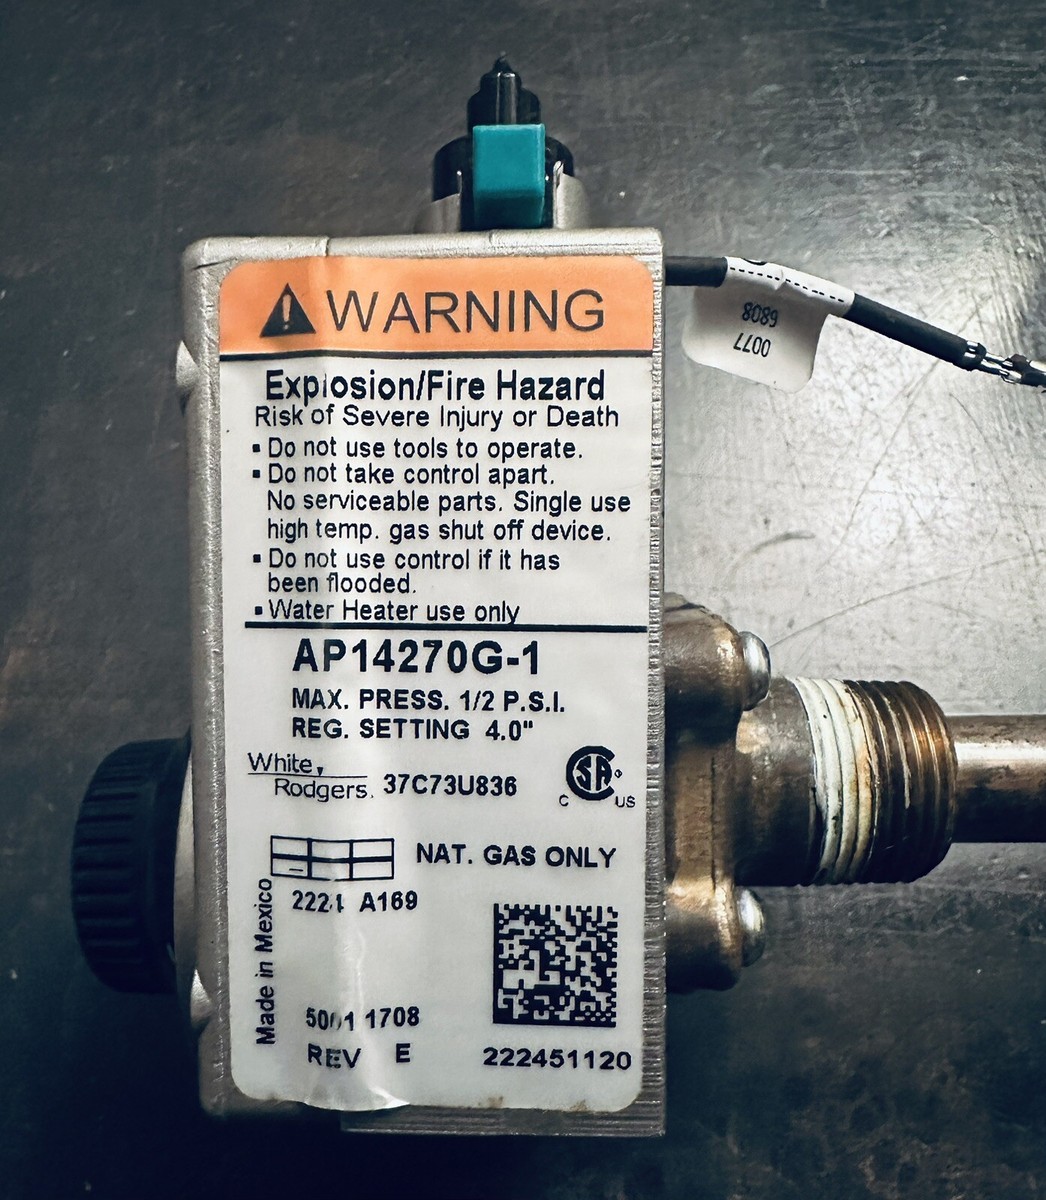 WARNING
Explosion/Fire Hazard
Risk of Severe Injury or Death
▪ Do not use tools to operate.
▪ Do not take control apart.
No serviceable parts. Single use
high temp. gas shut off device.
▪ Do not use control if it has
been flooded.
▪ Water Heater use only
AP14270G-1
MAX. PRESS. 1/2 P.S.I.
REG. SETTING 4.0"
White,
Rodgers. 37C73U836
SA
C US
NAT. GAS ONLY
A169
Made in Mexico
1708
REV E
222451120
6808
0077